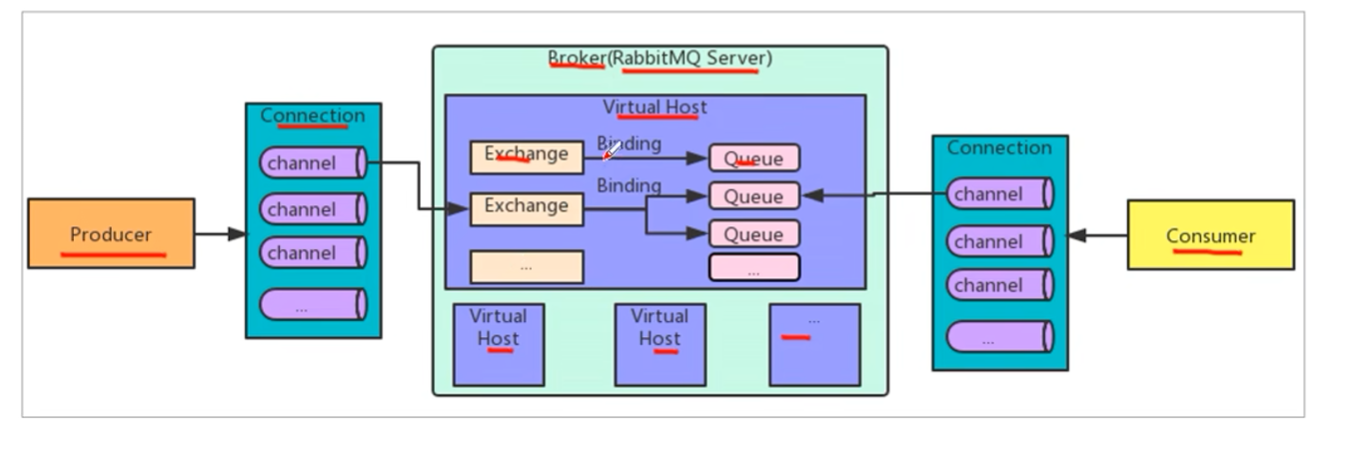 Broker(RabbitMQ Server)
Connection
channel
channel
channel
...
Producer
Virtual Host
Exchange
Binding
Queue
Exchange
Binding
Queue
Queue
...
...
Virtual
Host
Virtual
Host
...
Connection
channel
channel
channel
...
Consumer